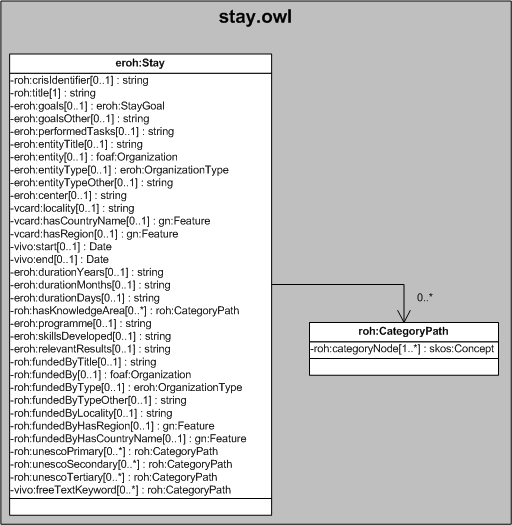 stay.owl
eroh:Stay
-roh:crisIdentifier[0..1] : string
-roh:title[1] : string
-eroh:goals[0..1] : eroh:StayGoal
-eroh:goalsOther[0..1] : string
-eroh:performedTasks[0..1] : string
-eroh:entityTitle[0..1] : string
-eroh:entity[0..1] : foaf:Organization
-eroh:entityType[0..1] : eroh:OrganizationType
-eroh:entityTypeOther[0..1] : string
-eroh:center[0..1] : string
-vcard:locality[0..1] : string
-vcard:hasCountryName[0..1] : gn:Feature
-vcard:hasRegion[0..1] : gn:Feature
-vivo:start[0..1] : Date
-vivo:end[0..1] : Date
-eroh:durationYears[0..1] : string
-eroh:durationMonths[0..1] : string
-eroh:durationDays[0..1] : string
-roh:hasKnowledgeArea[0..*] : roh:CategoryPath
-eroh:programme[0..1] : string
-eroh:skillsDeveloped[0..1] : string
-eroh:relevantResults[0..1] : string
-roh:fundedByTitle[0..1] : string
-roh:fundedBy[0..1] : foaf:Organization
-roh:fundedByType[0..1] : eroh:OrganizationType
-roh:fundedByTypeOther[0..1] : string
-roh:fundedByLocality[0..1] : string
-roh:fundedByHasRegion[0..1] : gn:Feature
-roh:fundedByHasCountryName[0..1] : gn:Feature
-roh:unescoPrimary[0..*] : roh:CategoryPath
-roh:unescoSecondary[0..*] : roh:CategoryPath
-roh:unescoTertiary[0..*] : roh:CategoryPath
-vivo:freeTextKeyword[0..*] : roh:CategoryPath
0..*
roh:CategoryPath
-roh:categoryNode[1..*] : skos:Concept